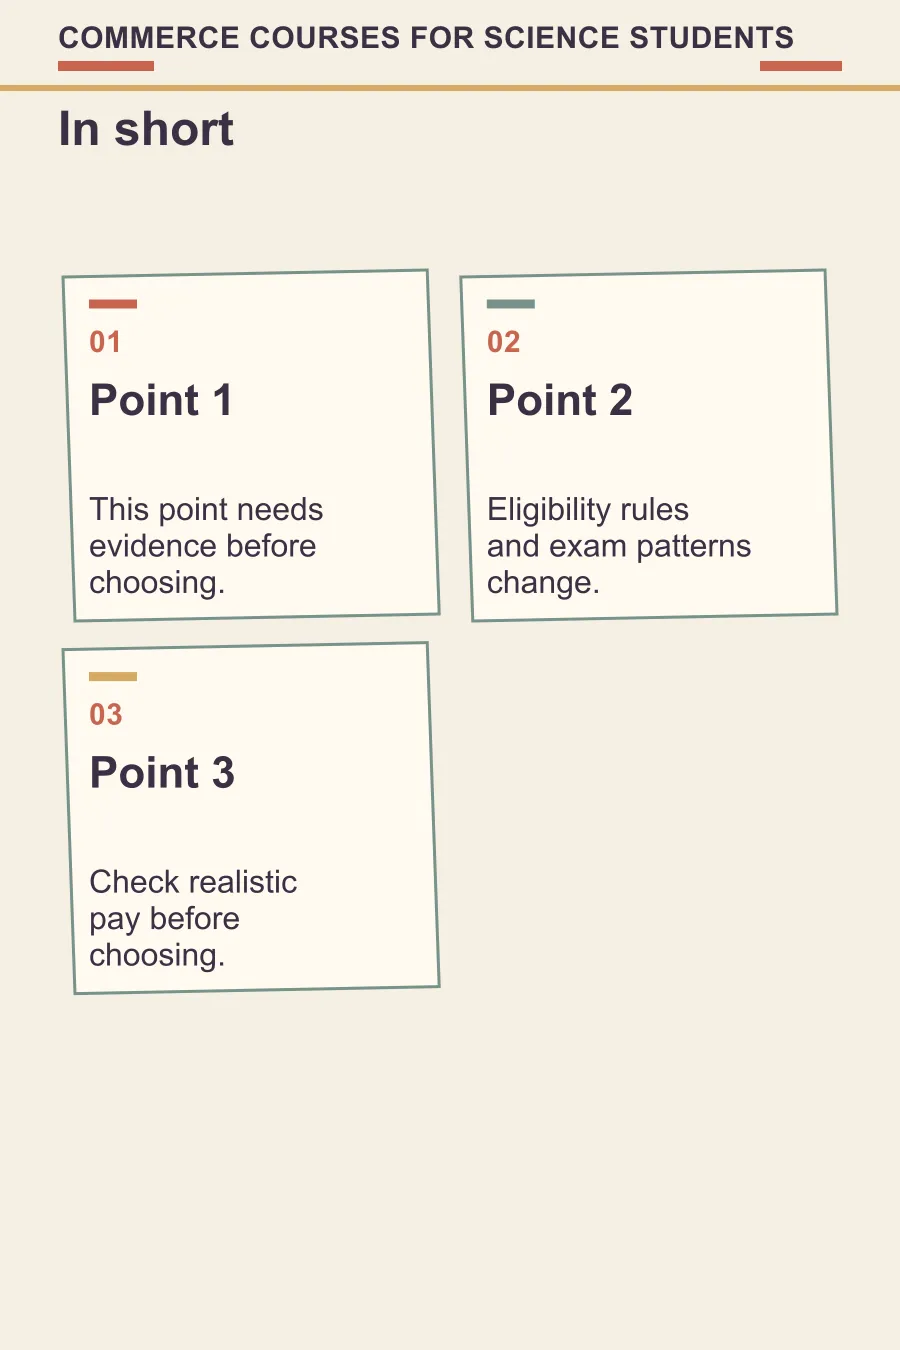 COMMERCE COURSES FOR SCIENCE STUDENTS
In short
01
Point 1
This point needs
evidence before
choosing.
02
Point 2
Eligibility rules
and exam patterns
change.
03
Point 3
Check realistic
pay before
choosing.